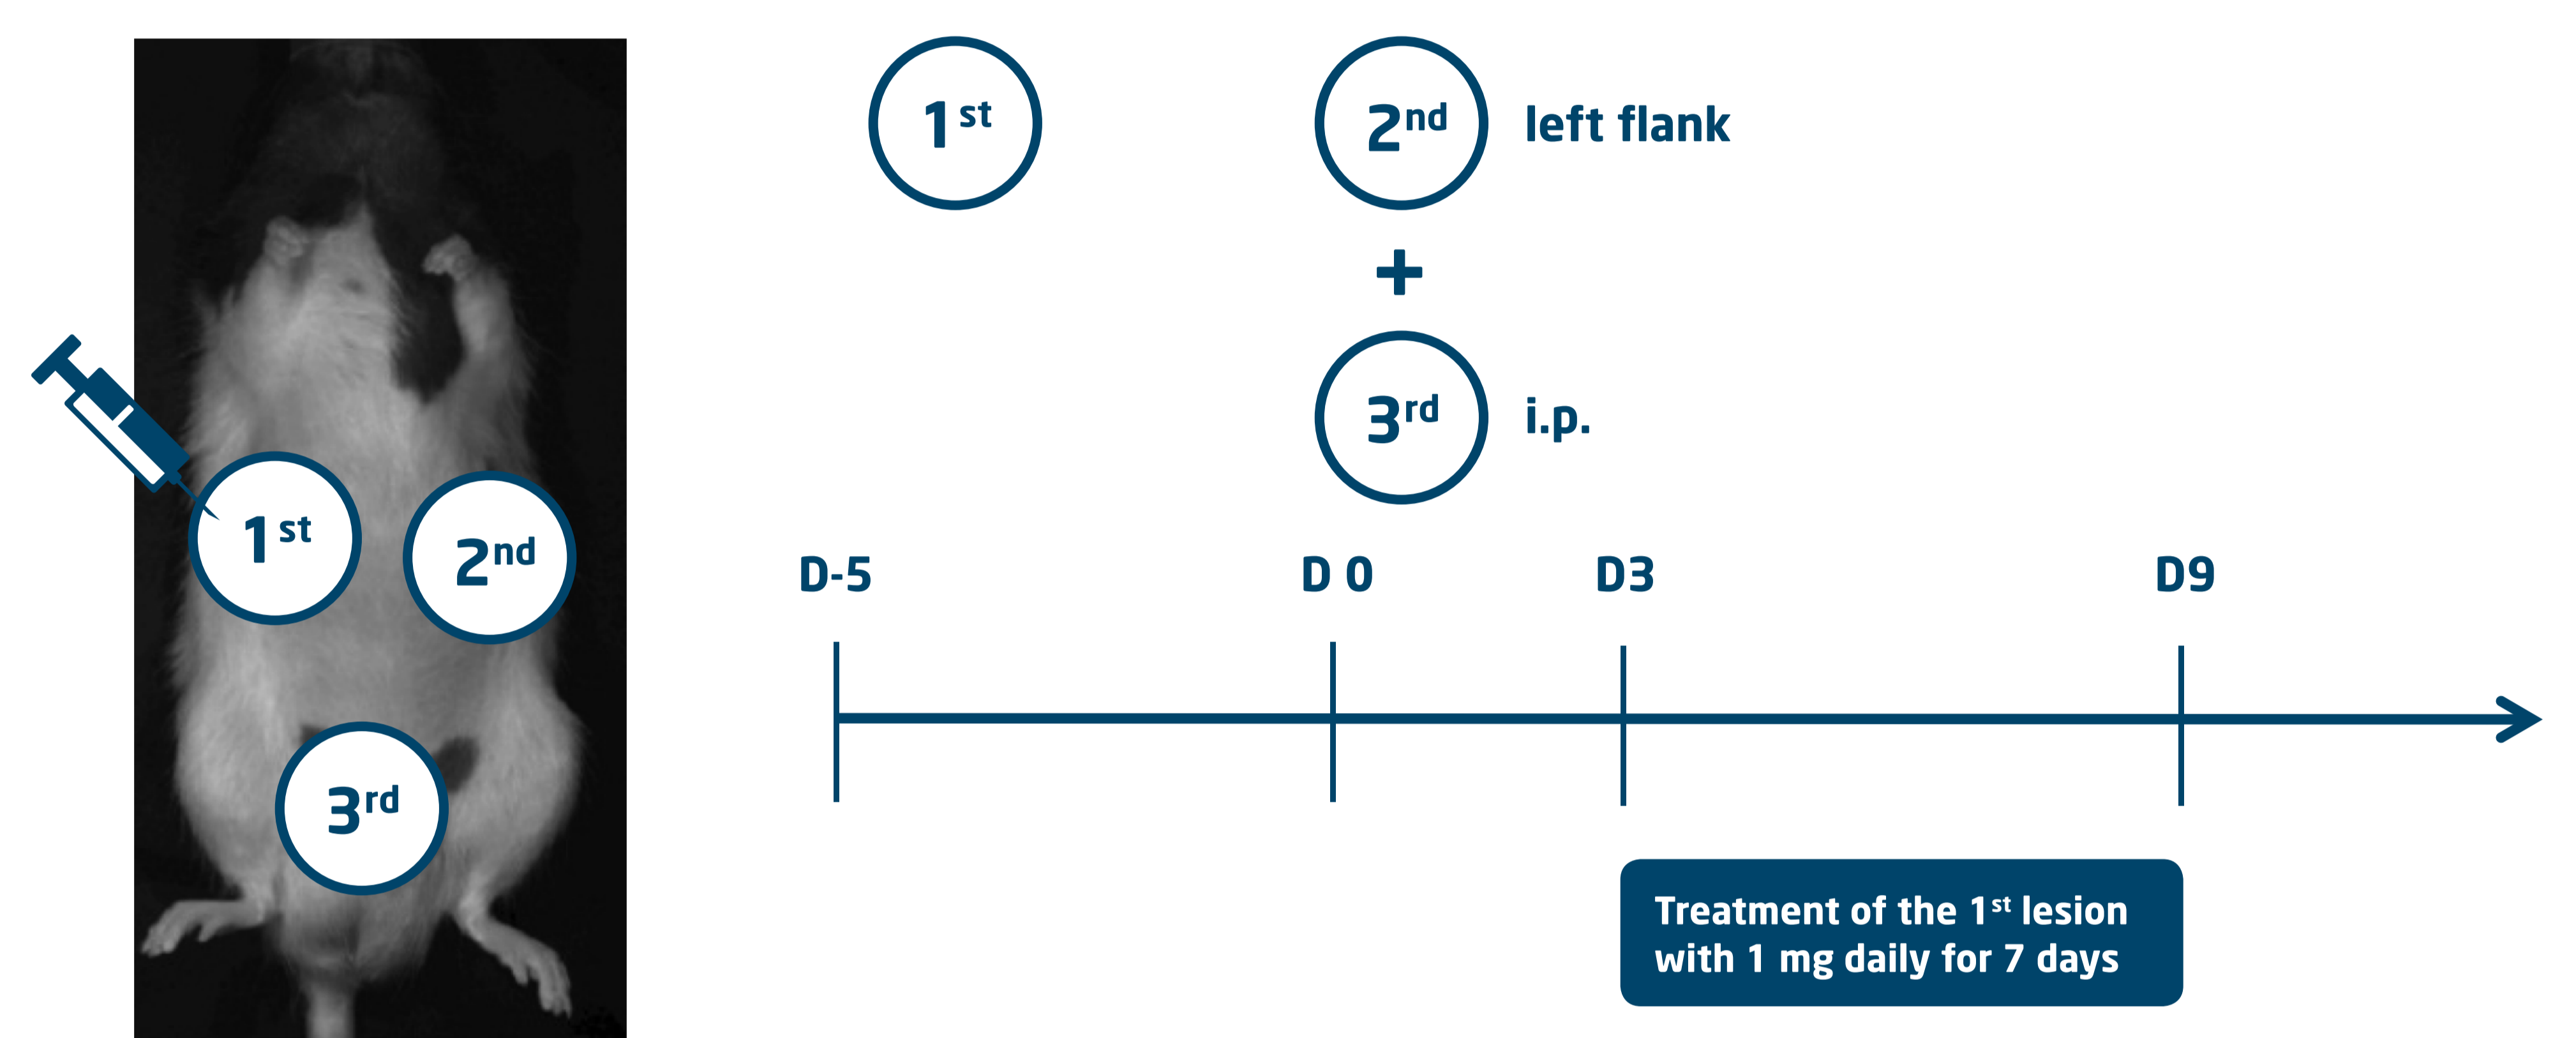 1st
2nd
3rd
1st
2nd left flank
+
3rd i.p.
D-5 D 0 D3 D9
Treatment of the 1st lesion
with 1 mg daily for 7 days